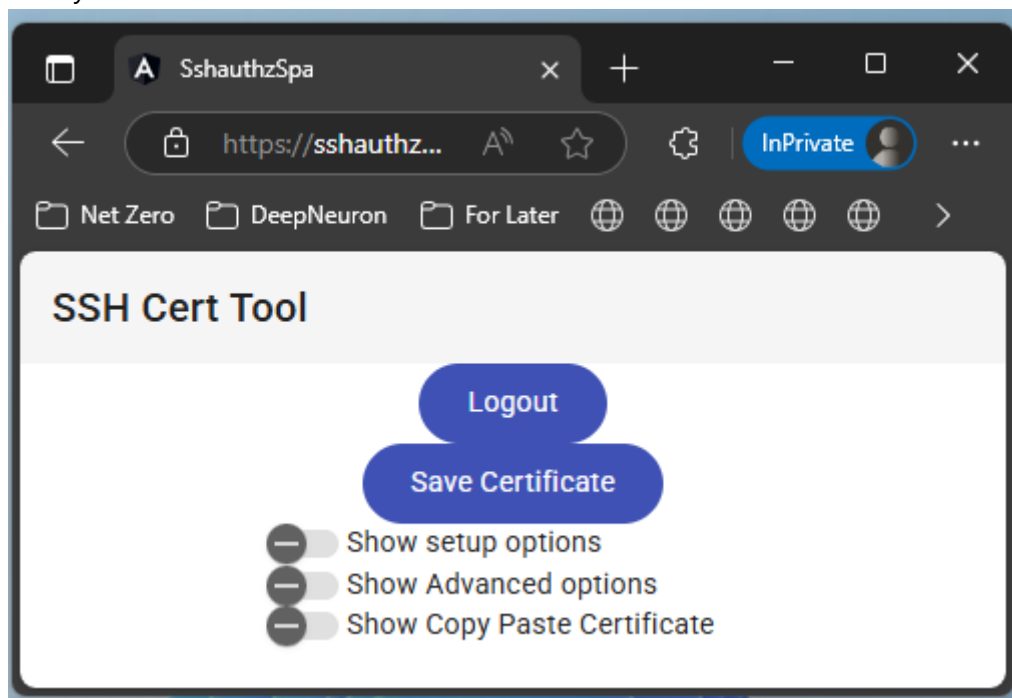 SshauthzSpa
https://sshauthz...
InPrivate
Net Zero
DeepNeuron
For Later
SSH Cert Tool
Logout
Save Certificate
Show setup options
Show Advanced options
Show Copy Paste Certificate